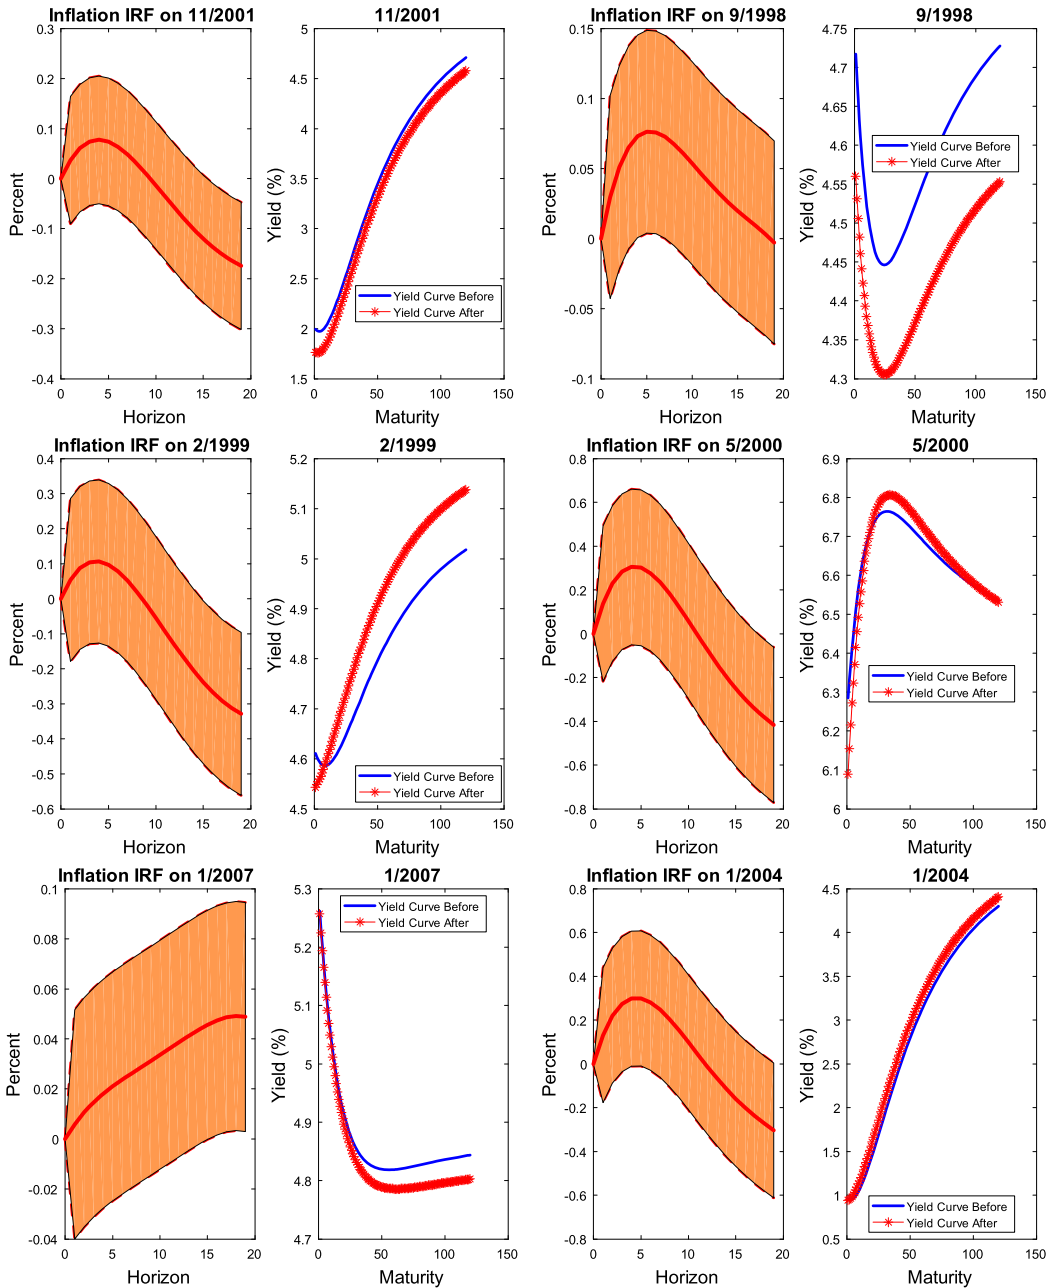 Inflation IRF on 11/2001
0.3
0.2
0.1
0
-0.1
-0.2
-0.3
-0.4
Percent
0 5 10 15 20
Horizon
11/2001
5
4.5
4
3.5
3
2.5
2
1.5
Yield (%)
Yield Curve Before
Yield Curve After
0 50 100 150
Maturity
Inflation IRF on 9/1998
0.15
0.1
0.05
0
-0.05
-0.1
Percent
0 5 10 15 20
Horizon
9/1998
4.75
4.7
4.65
4.6
4.55
4.5
4.45
4.4
4.35
4.3
Yield (%)
Yield Curve Before
Yield Curve After
0 50 100 150
Maturity
Inflation IRF on 2/1999
0.4
0.3
0.2
0.1
0
-0.1
-0.2
-0.3
-0.4
-0.5
-0.6
Percent
0 5 10 15 20
Horizon
2/1999
5.2
5.1
5
4.9
4.8
4.7
4.6
4.5
Yield (%)
Yield Curve Before
Yield Curve After
0 50 100 150
Maturity
Inflation IRF on 5/2000
0.8
0.6
0.4
0.2
0
-0.2
-0.4
-0.6
-0.8
Percent
0 5 10 15 20
Horizon
5/2000
6.9
6.8
6.7
6.6
6.5
6.4
6.3
6.2
6.1
6
Yield (%)
Yield Curve Before
Yield Curve After
0 50 100 150
Maturity
Inflation IRF on 1/2007
0.1
0.08
0.06
0.04
0.02
0
-0.02
-0.04
Percent
0 5 10 15 20
Horizon
1/2007
5.3
5.2
5.1
5
4.9
4.8
4.7
Yield (%)
Yield Curve Before
Yield Curve After
0 50 100 150
Maturity
Inflation IRF on 1/2004
0.8
0.6
0.4
0.2
0
-0.2
-0.4
-0.6
-0.8
Percent
0 5 10 15 20
Horizon
1/2004
4.5
4
3.5
3
2.5
2
1.5
1
0.5
Yield (%)
Yield Curve Before
Yield Curve After
0 50 100 150
Maturity